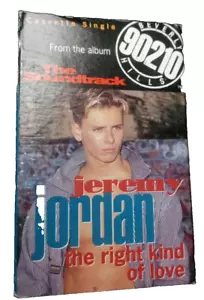 Cassette Single
From the album
BEVERLY
90210
HILLS
The Soundtrack
jeremy
jordan
the right kind
of love